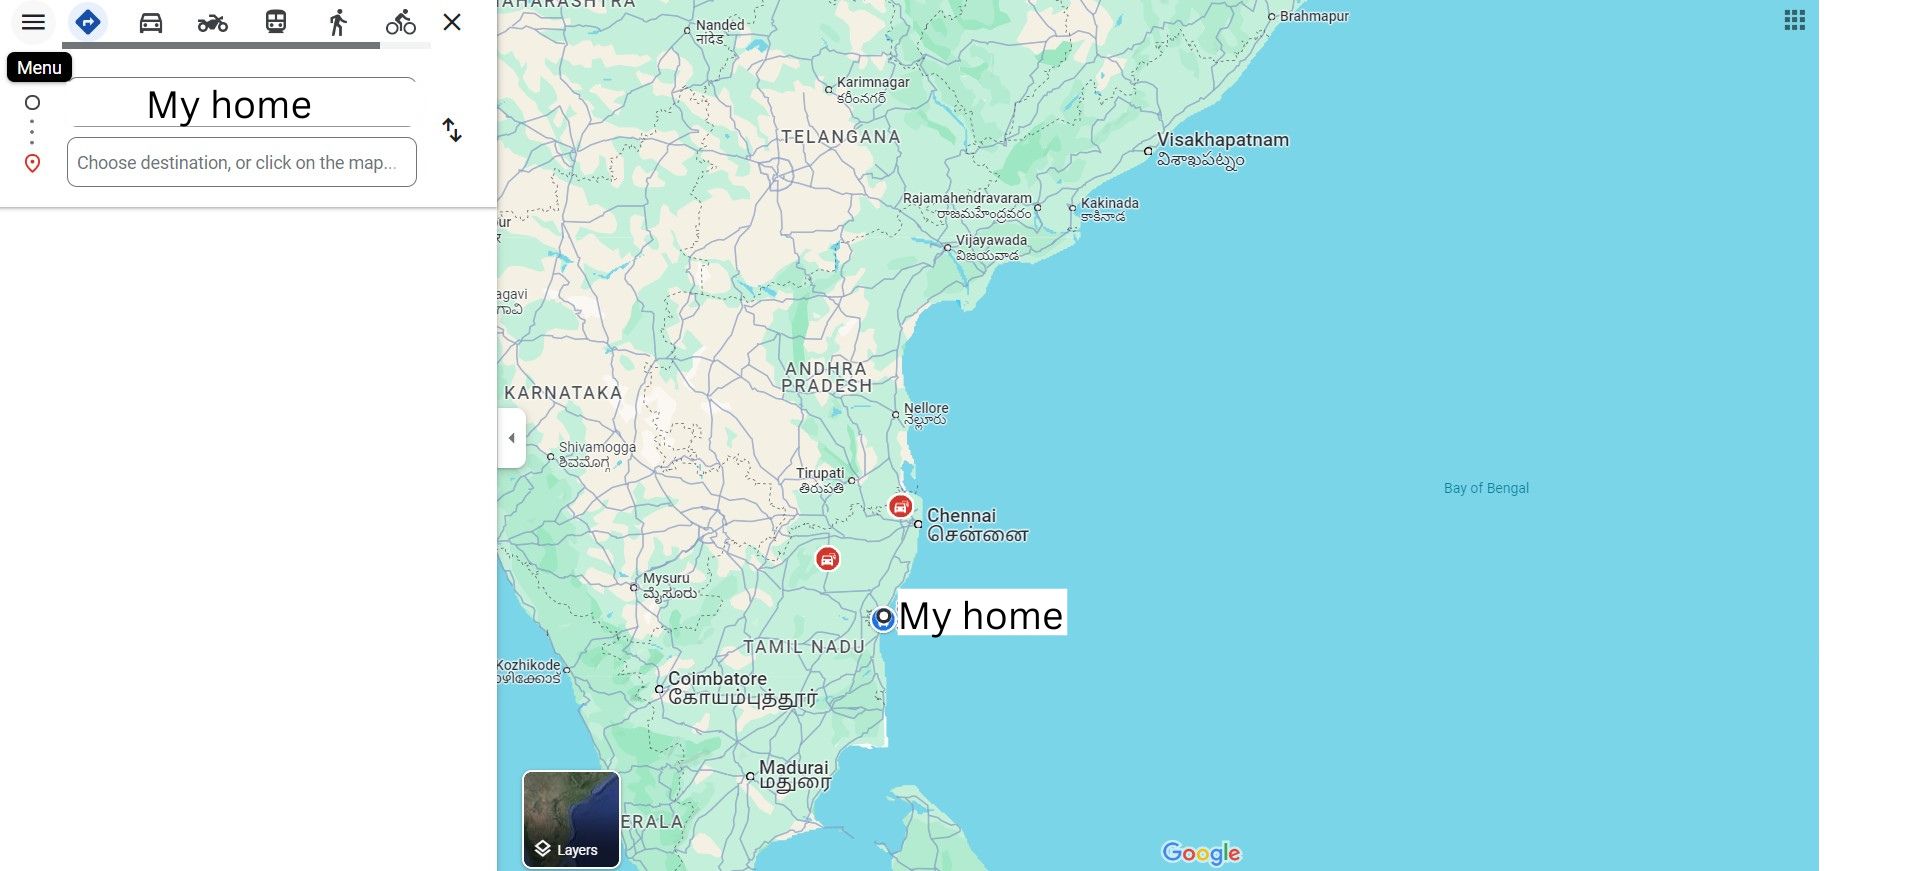 Menu
My home
Choose destination, or click on the map...
Nanded
नांदेड
Brahmapur
Karimnagar
కరీంనగర్
TELANGANA
Visakhapatnam
విశాఖపట్నం
Rajamahendravaram
రాజమహేంద్రవరం
Kakinada
కాకినాడ
Vijayawada
విజయవాడ
ANDHRA
PRADESH
KARNATAKA
Nellore
నెల్లూరు
Shivamogga
ಶಿವಮೊಗ್ಗ
Tirupati
తిరుపతి
Bay of Bengal
Chennai
சென்னை
Mysuru
ಮೈಸೂರು
My home
TAMIL NADU
Kozhikode
Coimbatore
கோயம்புத்தூர்
Madurai
மதுரை
ERALA
Layers
Google